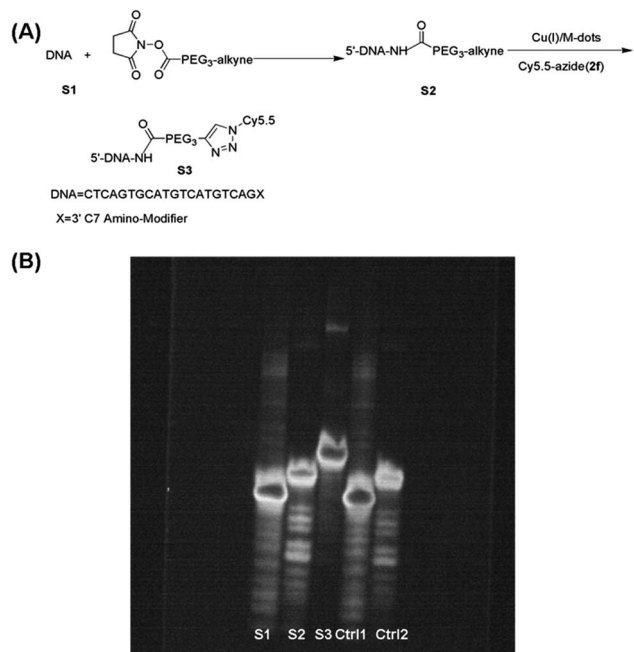 (A)
DNA + N-O O O O PEG3-alkyne
S1
5'-DNA-NH O PEG3-alkyne
S2
Cu(I)/M-dots
Cy5.5-azide(2f)
5'-DNA-NH O PEG3 N N N Cy5.5
S3
DNA=CTCAGTGCATGTCATGTCAGX
X=3' C7 Amino-Modifier
(B)
S1 S2 S3 Ctrl1 Ctrl2